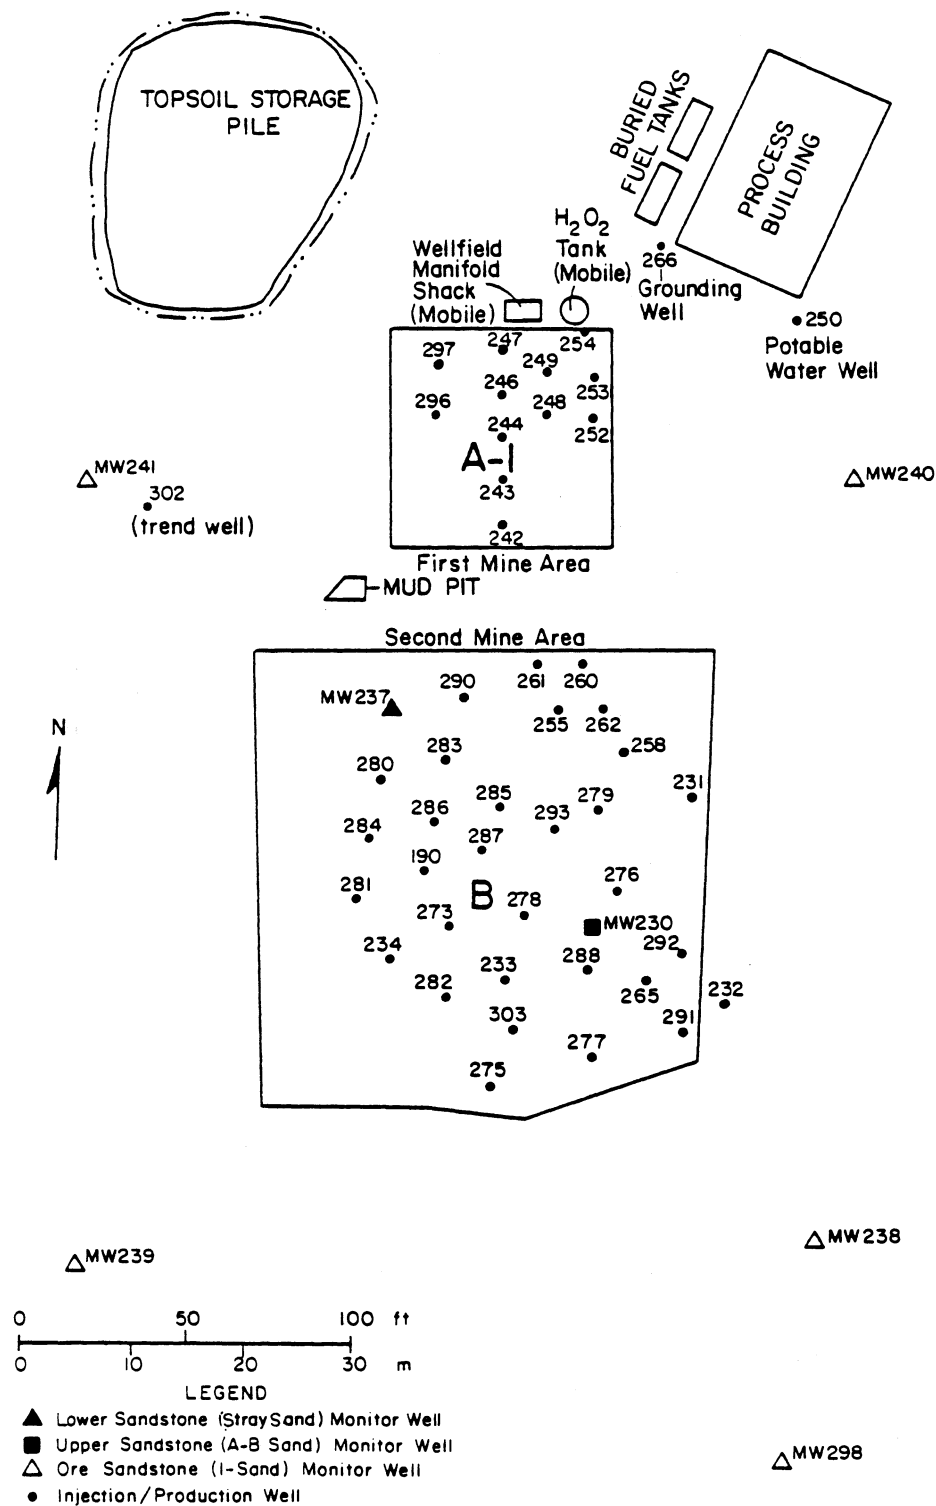 TOPSOIL STORAGE
PILE
BURIED
FUEL TANKS
PROCESS
BUILDING
H2O2
Tank
(Mobile)
Wellfield
Manifold
Shack
(Mobile)
266
Grounding
Well
250
Potable
Water Well
247
254
297
249
246
253
296
248
244
252
A-1
243
242
MW241
302
(trend well)
MW240
First Mine Area
MUD PIT
Second Mine Area
290
261
260
MW237
255
262
N
283
258
280
231
286
285
279
293
284
287
190
281
276
B
278
273
MW230
234
292
233
288
282
265
232
303
291
277
275
MW238
MW239
0 50 100 ft
0 10 20 30 m
LEGEND
Lower Sandstone (Stray Sand) Monitor Well
Upper Sandstone (A-B Sand) Monitor Well
Ore Sandstone (1-Sand) Monitor Well
Injection/Production Well
MW298